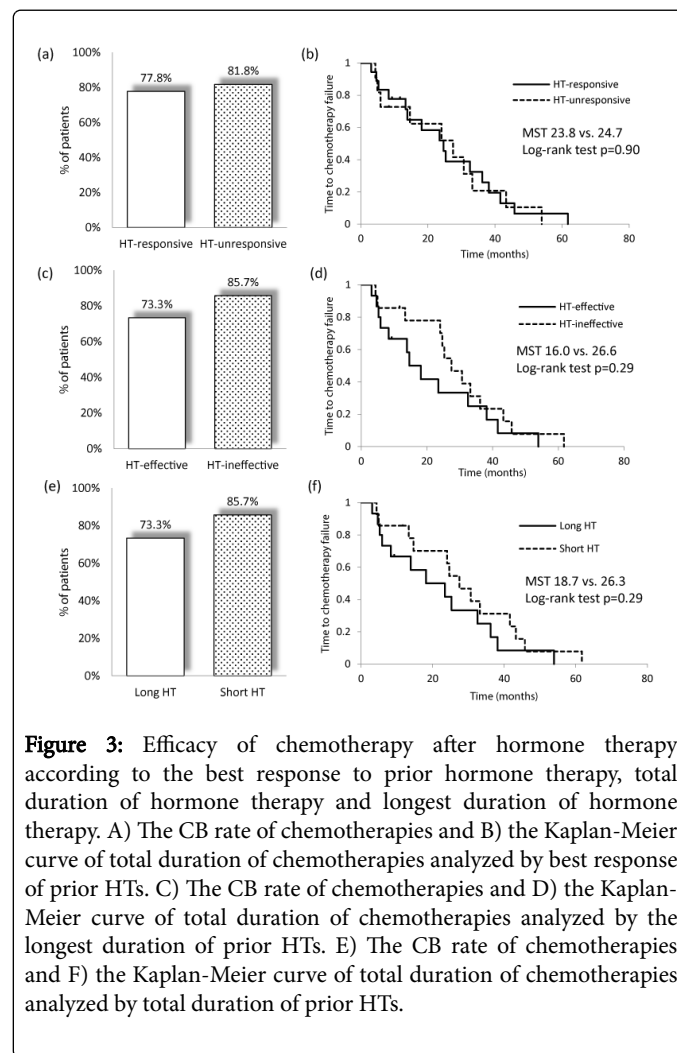 (a)
100%
80%
60%
40%
20%
0%
% of patients
77.8%
81.8%
HT-responsive
HT-unresponsive
(b)
1
0.8
0.6
0.4
0.2
0
Time to chemotherapy failure
HT-responsive
HT-unresponsive
MST 23.8 vs. 24.7
Log-rank test p=0.90
0
20
40
60
80
Time (months)
(c)
100%
80%
60%
40%
20%
0%
% of patients
73.3%
85.7%
HT-effective
HT-ineffective
(d)
1
0.8
0.6
0.4
0.2
0
Time to chemotherapy failure
HT-effective
HT-ineffective
MST 16.0 vs. 26.6
Log-rank test p=0.29
0
20
40
60
80
Time (months)
(e)
100%
80%
60%
40%
20%
0%
% of patients
73.3%
85.7%
Long HT
Short HT
(f)
1
0.8
0.6
0.4
0.2
0
Time to chemotherapy failure
Long HT
Short HT
MST 18.7 vs. 26.3
Log-rank test p=0.29
0
20
40
60
80
Time (months)
Figure 3: Efficacy of chemotherapy after hormone therapy
according to the best response to prior hormone therapy, total
duration of hormone therapy and longest duration of hormone
therapy. A) The CB rate of chemotherapies and B) the Kaplan-Meier
curve of total duration of chemotherapies analyzed by best response
of prior HTs. C) The CB rate of chemotherapies and D) the Kaplan-
Meier curve of total duration of chemotherapies analyzed by the
longest duration of prior HTs. E) The CB rate of chemotherapies
and F) the Kaplan-Meier curve of total duration of chemotherapies
analyzed by total duration of prior HTs.